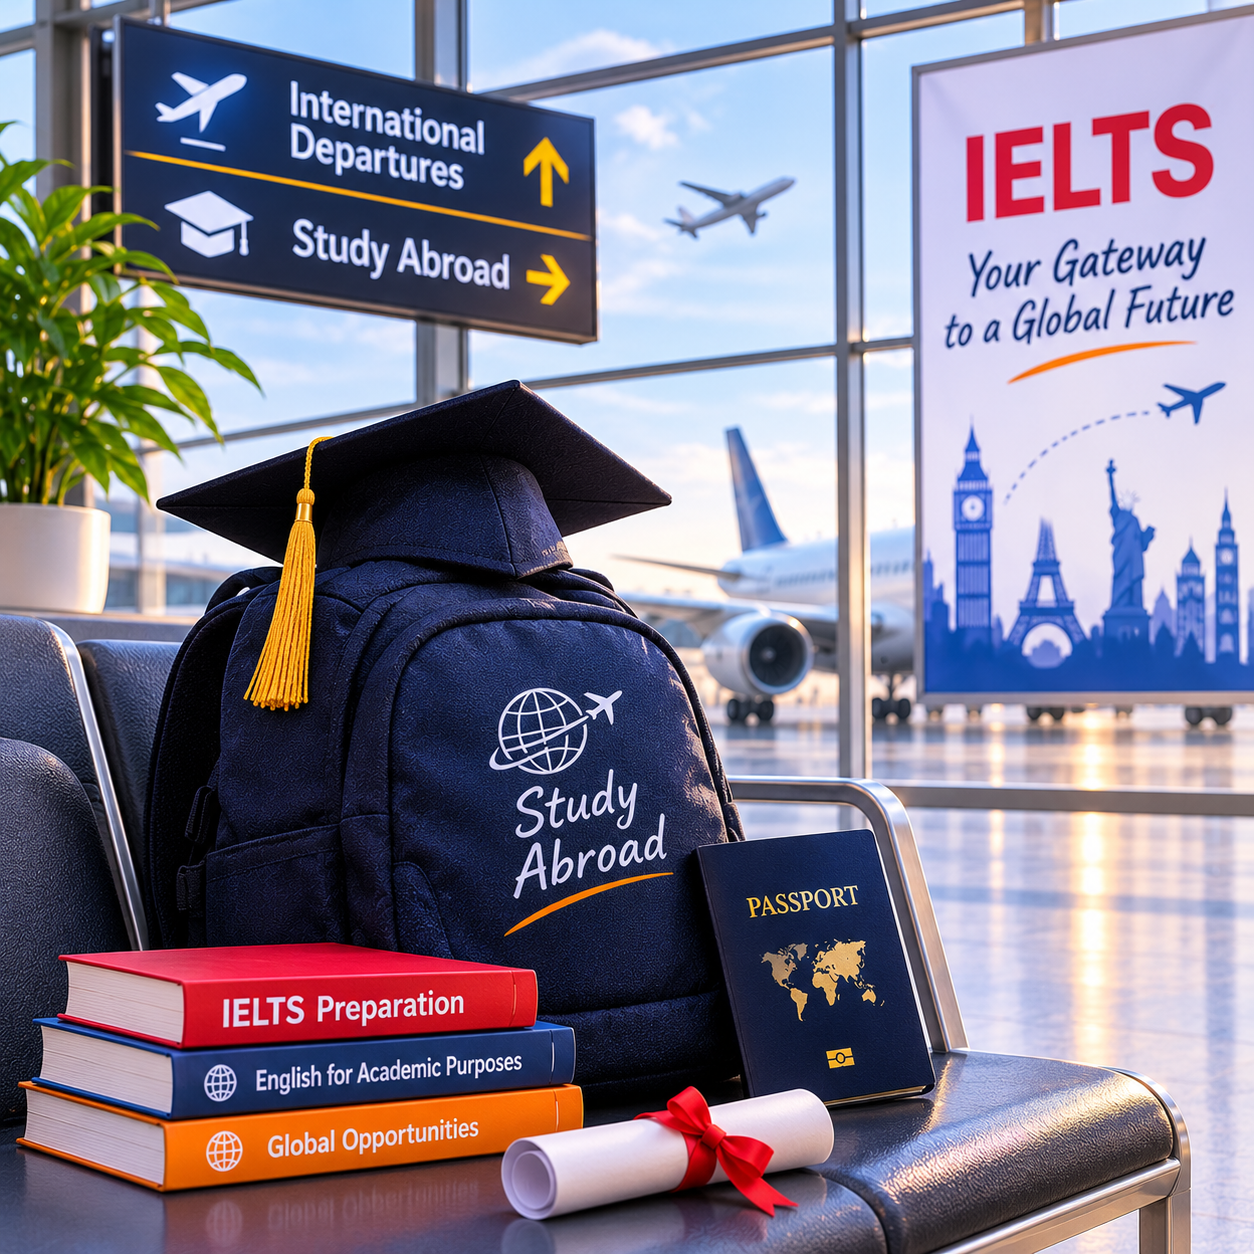 International
Departures
Study Abroad
IELTS
Your Gateway
to a Global Future
Study
Abroad
PASSPORT
IELTS Preparation
English for Academic Purposes
Global Opportunities